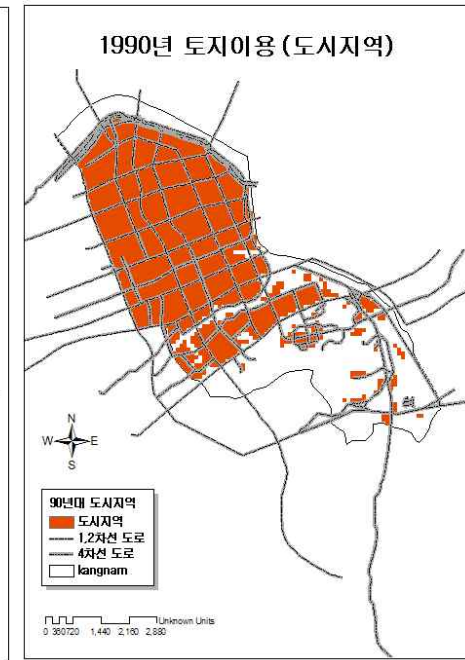 1990년 토지이용(도시지역)
N
W E
S
90년대 도시지역
도시지역
1,2차선 도로
4차선 도로
kangnam
Unknown Units
0 360720 1,440 2,160 2,880